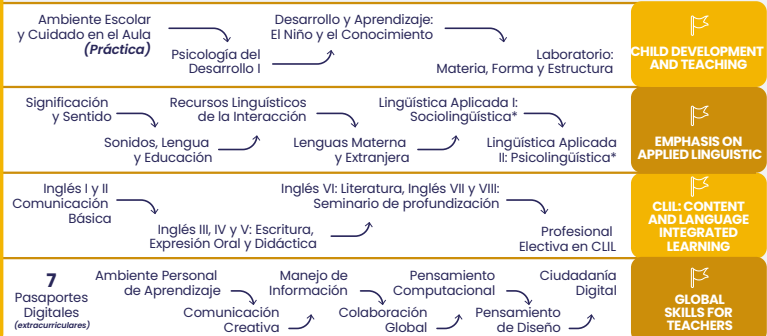 Ambiente Escolar
y Cuidado en el Aula
(Práctica)
Psicología del
Desarrollo I
Desarrollo y Aprendizaje:
El Niño y el Conocimiento
Laboratorio:
Materia, Forma y Estructura
CHILD DEVELOPMENT
AND TEACHING
Significación
y Sentido
Sonidos, Lengua
y Educación
Recursos Linguísticos
de la Interacción
Lenguas Materna
y Extranjera
Lingüística Aplicada I:
Sociolingüística*
Lingüística Aplicada
II: Psicolingüística*
EMPHASIS ON
APPLIED LINGUISTIC
Inglés I y II
Comunicación
Básica
Inglés III, IV y V: Escritura,
Expresión Oral y Didáctica
Inglés VI: Literatura, Inglés VII y VIII:
Seminario de profundización
Profesional
Electiva en CLIL
CLIL: CONTENT
AND LANGUAGE
INTEGRATED
LEARNING
7
Pasaportes
Digitales
(extracurriculares)
Ambiente Personal
de Aprendizaje
Comunicación
Creativa
Manejo de
Información
Colaboración
Global
Pensamiento
Computacional
Pensamiento
de Diseño
Ciudadanía
Digital
GLOBAL
SKILLS FOR
TEACHERS